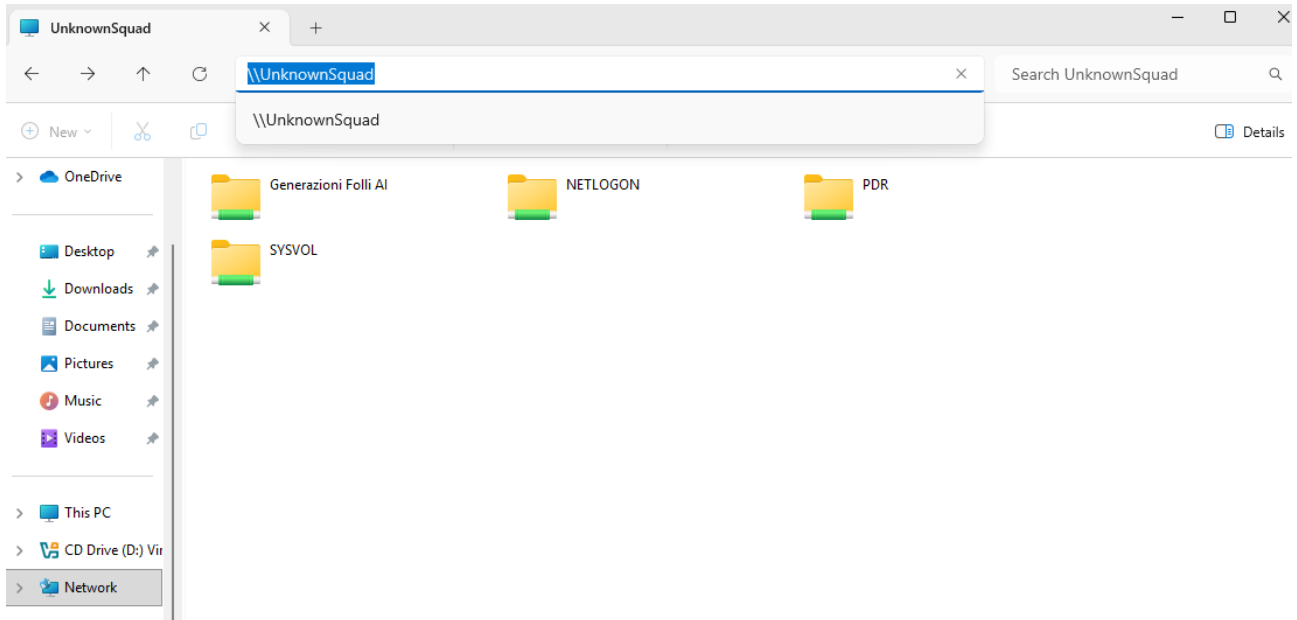 UnknownSquad
\\UnknownSquad
Search UnknownSquad
\\UnknownSquad
New
Details
OneDrive
Desktop
Downloads
Documents
Pictures
Music
Videos
This PC
CD Drive (D:) Vir
Network
Generazioni Folli AI
NETLOGON
PDR
SYSVOL